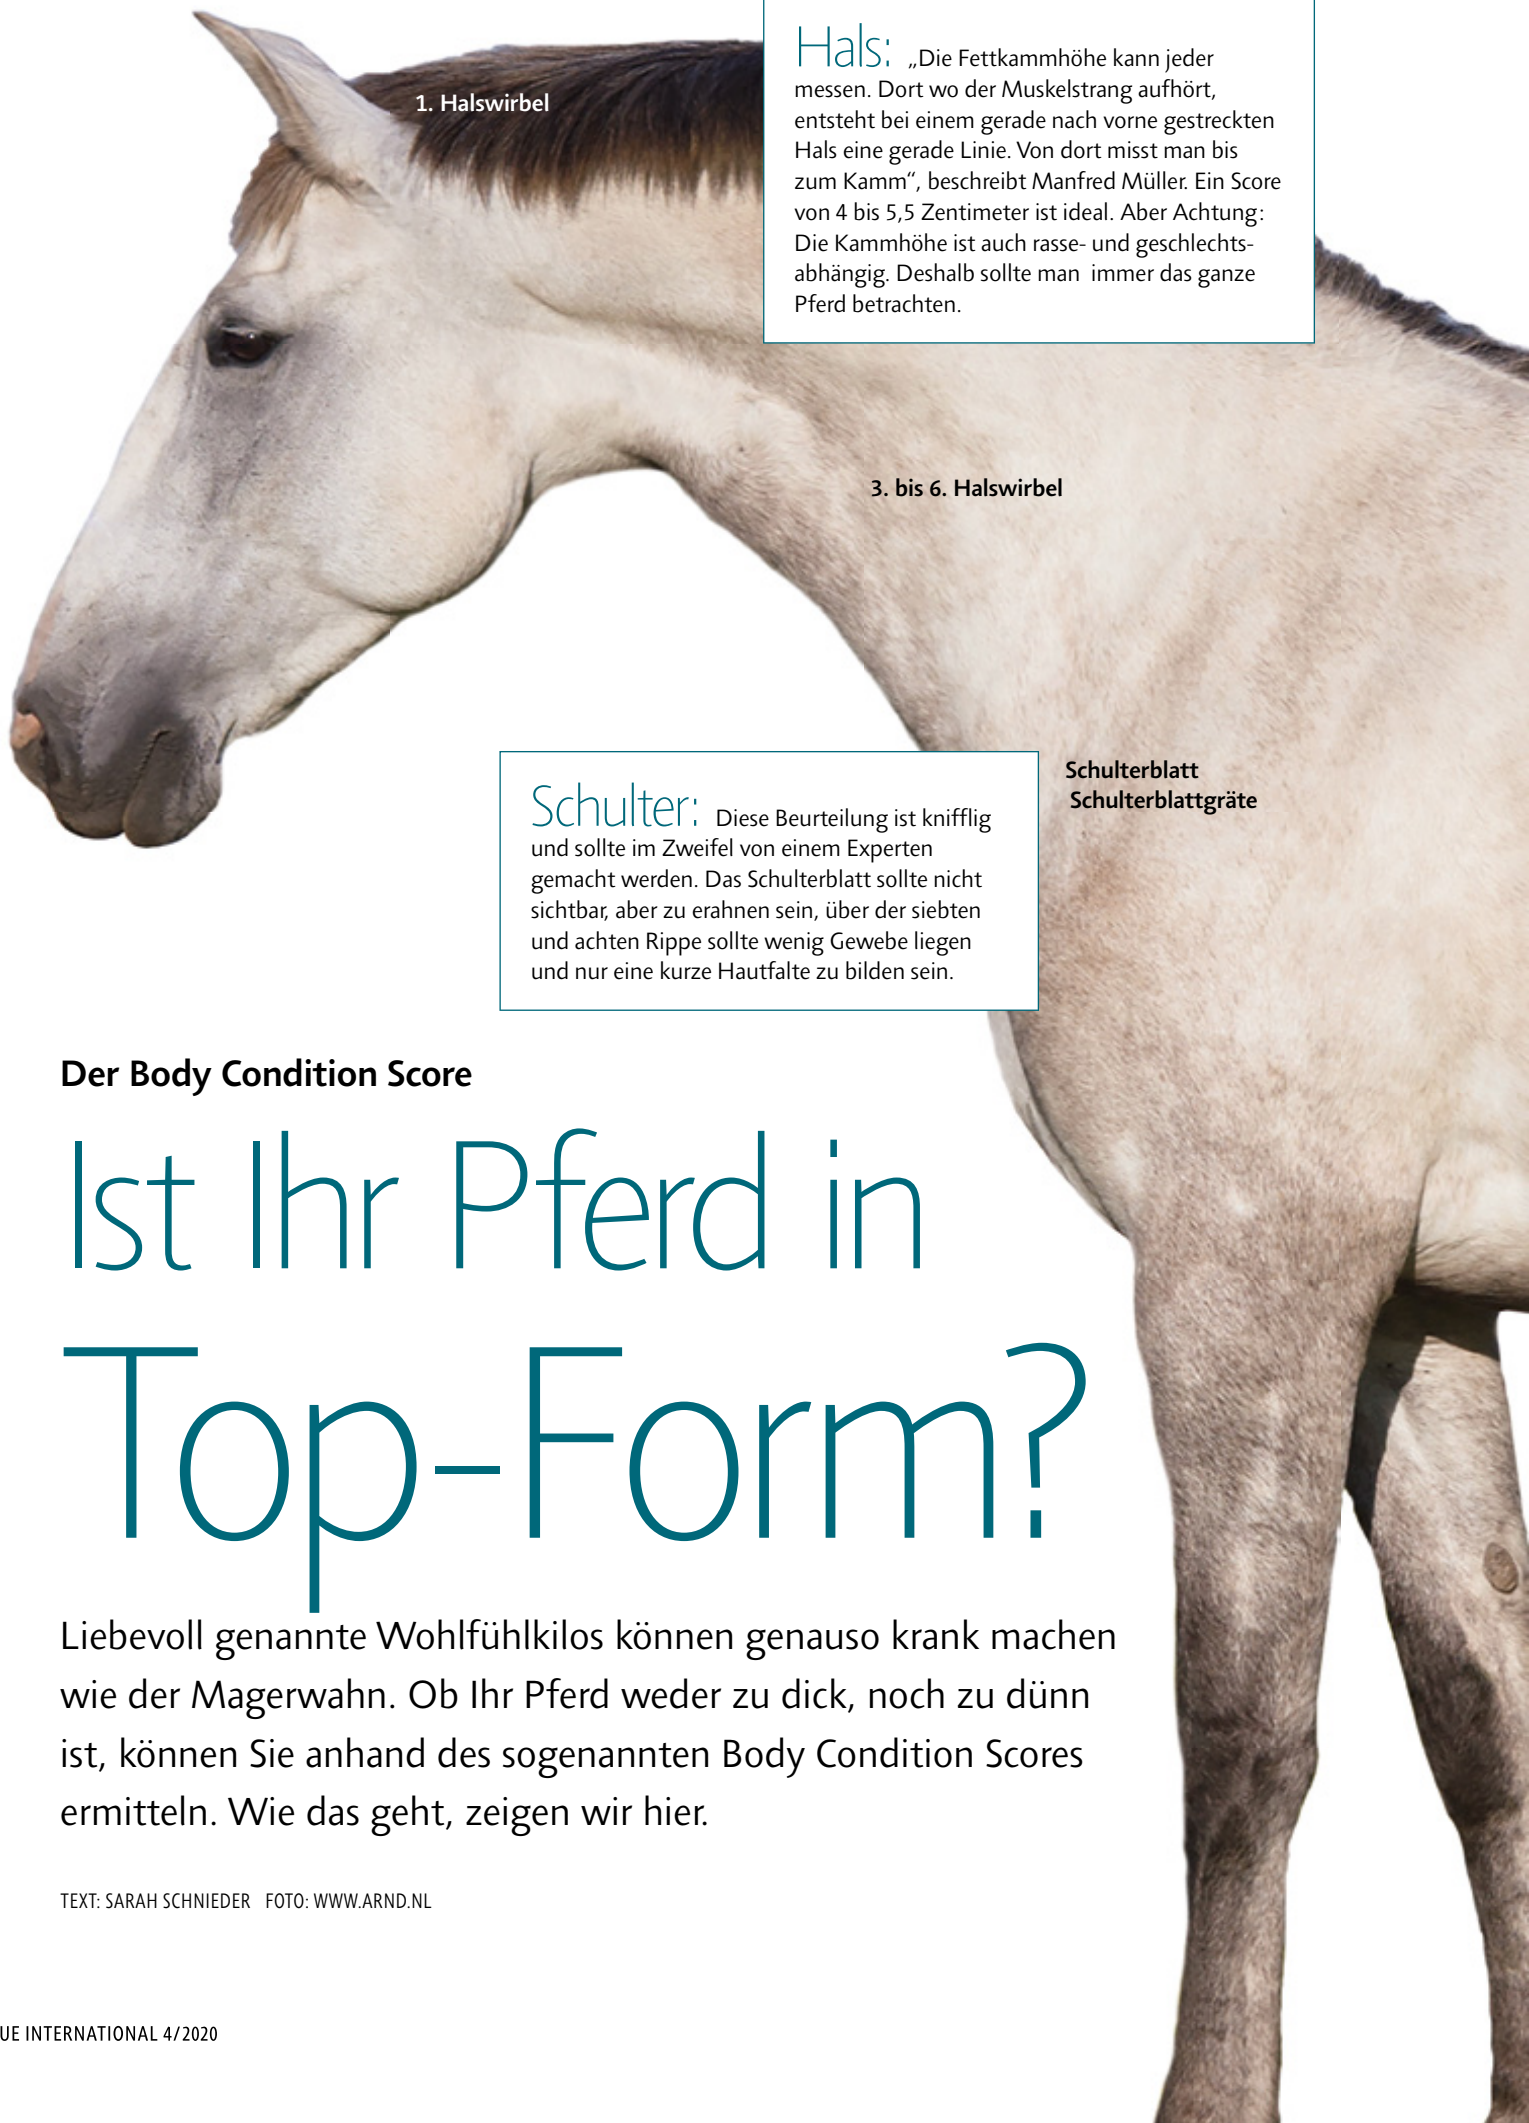 1. Halswirbel
Hals: „Die Fettkammhöhe kann jeder
messen. Dort wo der Muskelstrang aufhört,
entsteht bei einem gerade nach vorne gestreckten
Hals eine gerade Linie. Von dort misst man bis
zum Kamm“, beschreibt Manfred Müller. Ein Score
von 4 bis 5,5 Zentimeter ist ideal. Aber Achtung:
Die Kammhöhe ist auch rasse- und geschlechts-
abhängig. Deshalb sollte man immer das ganze
Pferd betrachten.
3. bis 6. Halswirbel
Schulterblatt
Schulterblattgräte
Schulter: Diese Beurteilung ist knifflig
und sollte im Zweifel von einem Experten
gemacht werden. Das Schulterblatt sollte nicht
sichtbar, aber zu erahnen sein, über der siebten
und achten Rippe sollte wenig Gewebe liegen
und nur eine kurze Hautfalte zu bilden sein.
Der Body Condition Score
Ist Ihr Pferd in
Top-Form?
Liebevoll genannte Wohlfühlkilos können genauso krank machen
wie der Magerwahn. Ob Ihr Pferd weder zu dick, noch zu dünn
ist, können Sie anhand des sogenannten Body Condition Scores
ermitteln. Wie das geht, zeigen wir hier.
TEXT: SARAH SCHNIEDER FOTO: WWW.ARND.NL
UE INTERNATIONAL 4/2020